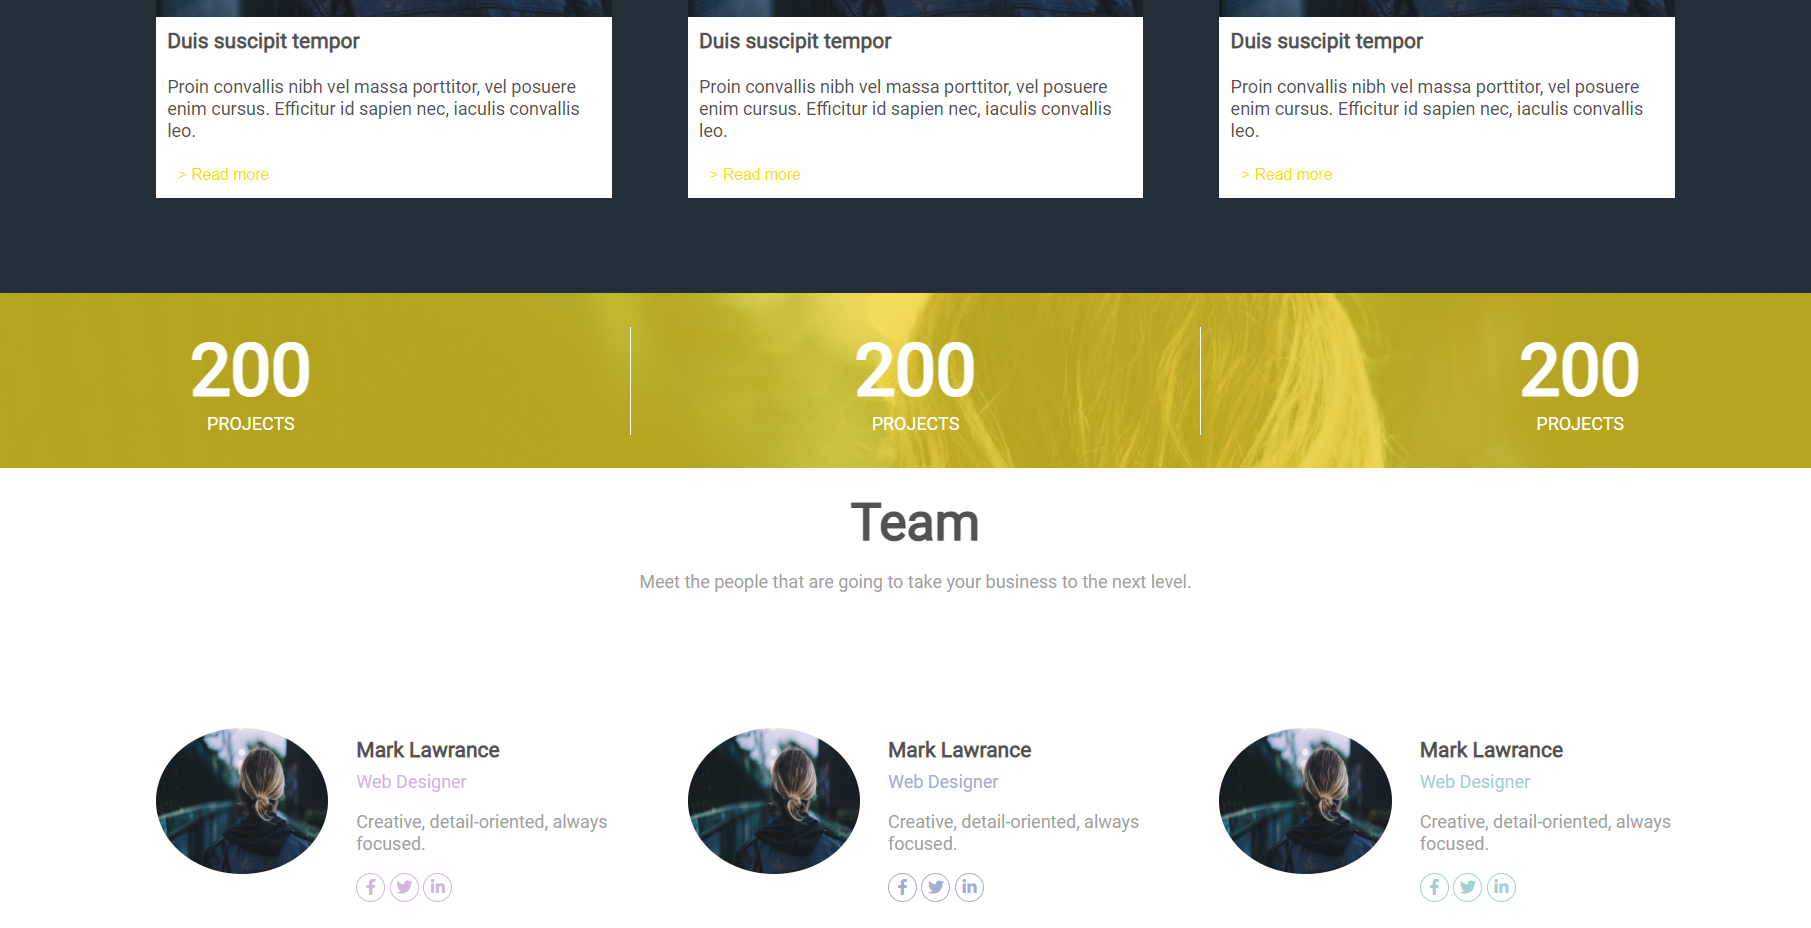 Duis suscipit tempor
Proin convallis nibh vel massa porttitor, vel posuere
enim cursus. Efficitur id sapien nec, iaculis convallis
leo.
> Read more
Duis suscipit tempor
Proin convallis nibh vel massa porttitor, vel posuere
enim cursus. Efficitur id sapien nec, iaculis convallis
leo.
> Read more
Duis suscipit tempor
Proin convallis nibh vel massa porttitor, vel posuere
enim cursus. Efficitur id sapien nec, iaculis convallis
leo.
> Read more
200
PROJECTS
200
PROJECTS
200
PROJECTS
Team
Meet the people that are going to take your business to the next level.
Mark Lawrance
Web Designer
Creative, detail-oriented, always
focused.
Mark Lawrance
Web Designer
Creative, detail-oriented, always
focused.
Mark Lawrance
Web Designer
Creative, detail-oriented, always
focused.